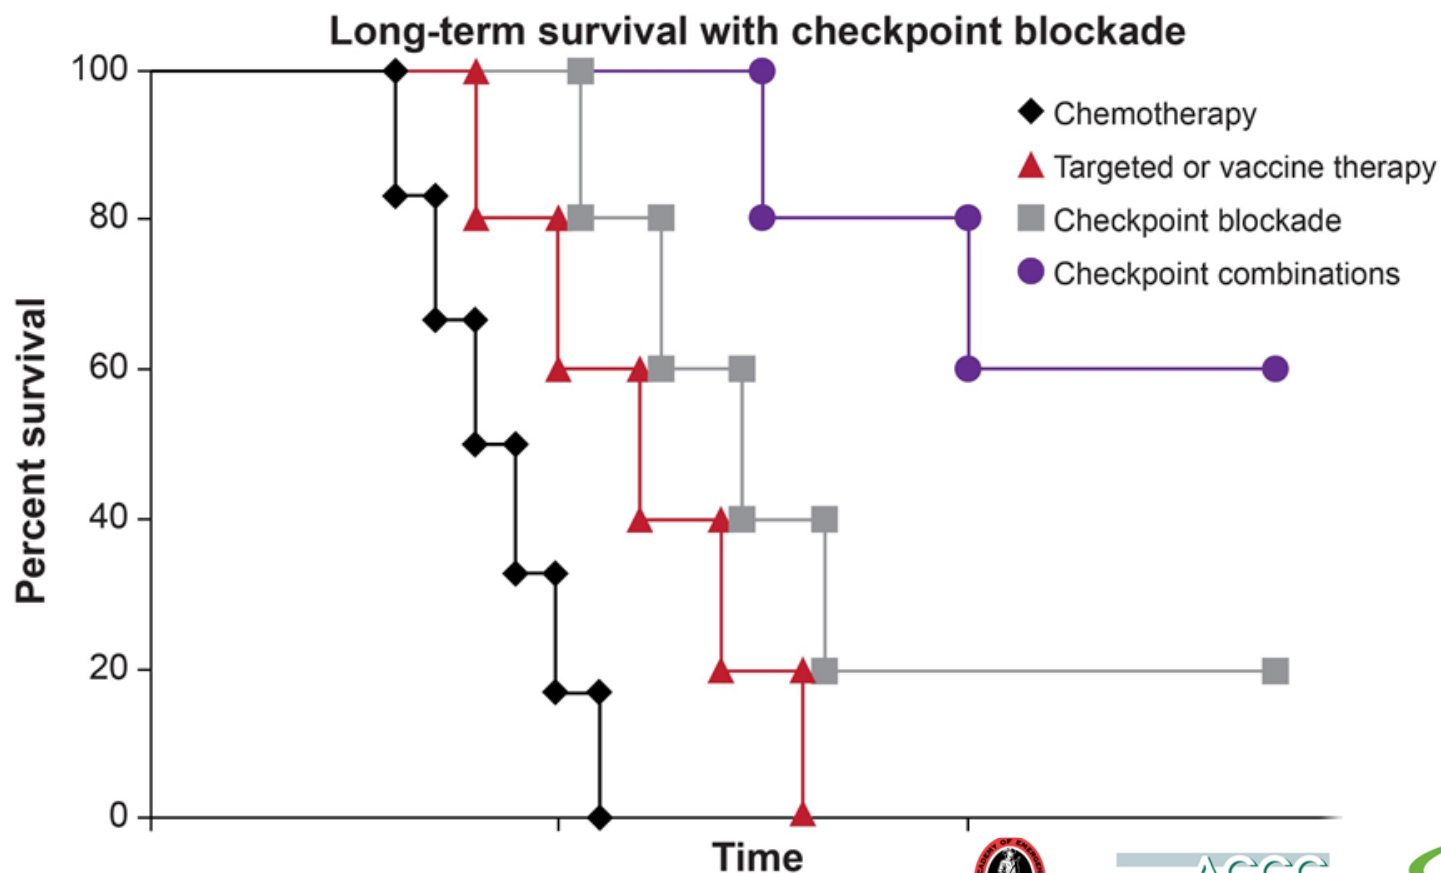 Long-term survival with checkpoint blockade
100
80
60
40
20
0
Percent survival
Chemotherapy
Targeted or vaccine therapy
Checkpoint blockade
Checkpoint combinations
Time
OF